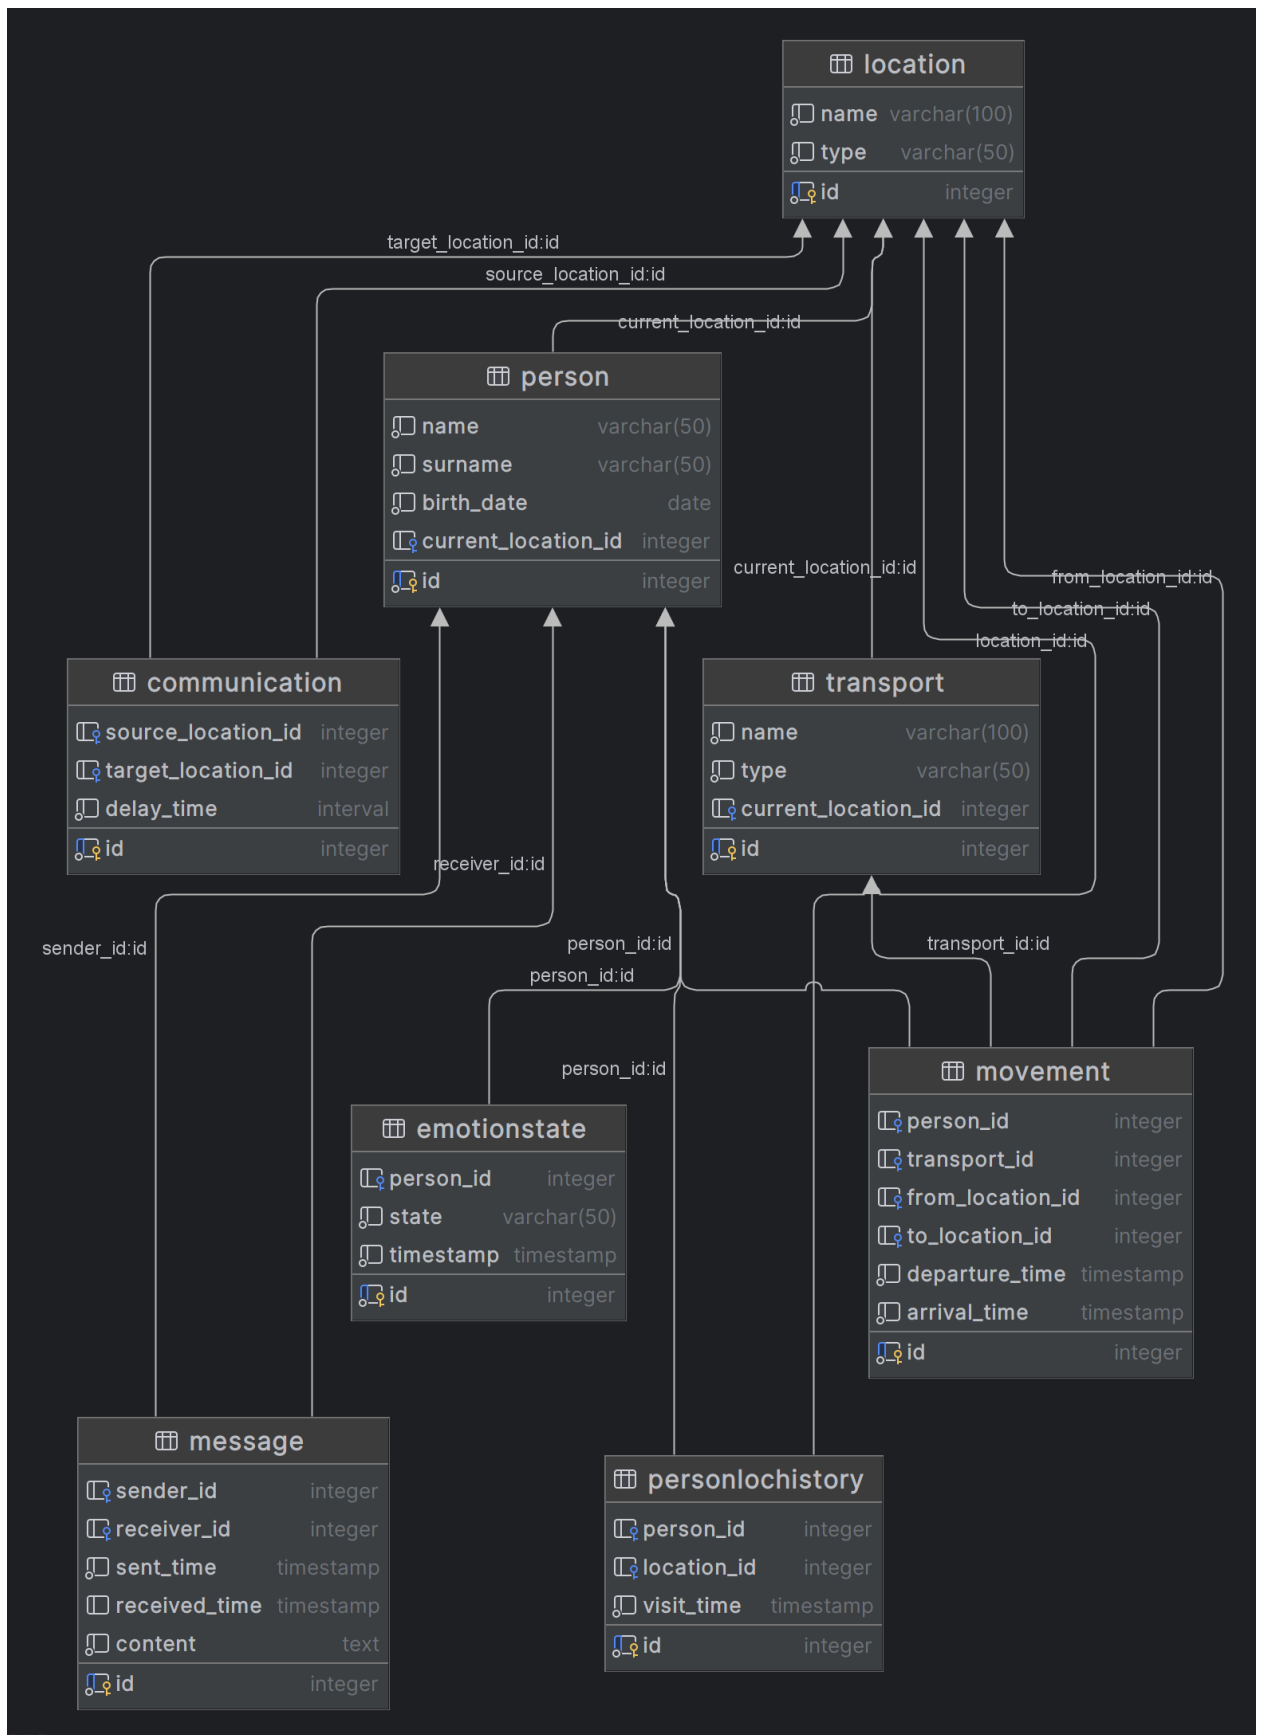 location
name varchar(100)
type varchar(50)
id integer
target_location_id:id
source_location_id:id
current_location_id:id
person
name varchar(50)
surname varchar(50)
birth_date date
current_location_id integer
id integer
current_location_id:id
from_location_id:id
to_location_id:id
location_id:id
communication
source_location_id integer
target_location_id integer
delay_time interval
id integer
transport
name varchar(100)
type varchar(50)
current_location_id integer
id integer
receiver_id:id
sender_id:id
person_id:id
transport_id:id
person_id:id
person_id:id
movement
person_id integer
transport_id integer
from_location_id integer
to_location_id integer
departure_time timestamp
arrival_time timestamp
id integer
emotionstate
person_id integer
state varchar(50)
timestamp timestamp
id integer
message
sender_id integer
receiver_id integer
sent_time timestamp
received_time timestamp
content text
id integer
personlochistory
person_id integer
location_id integer
visit_time timestamp
id integer